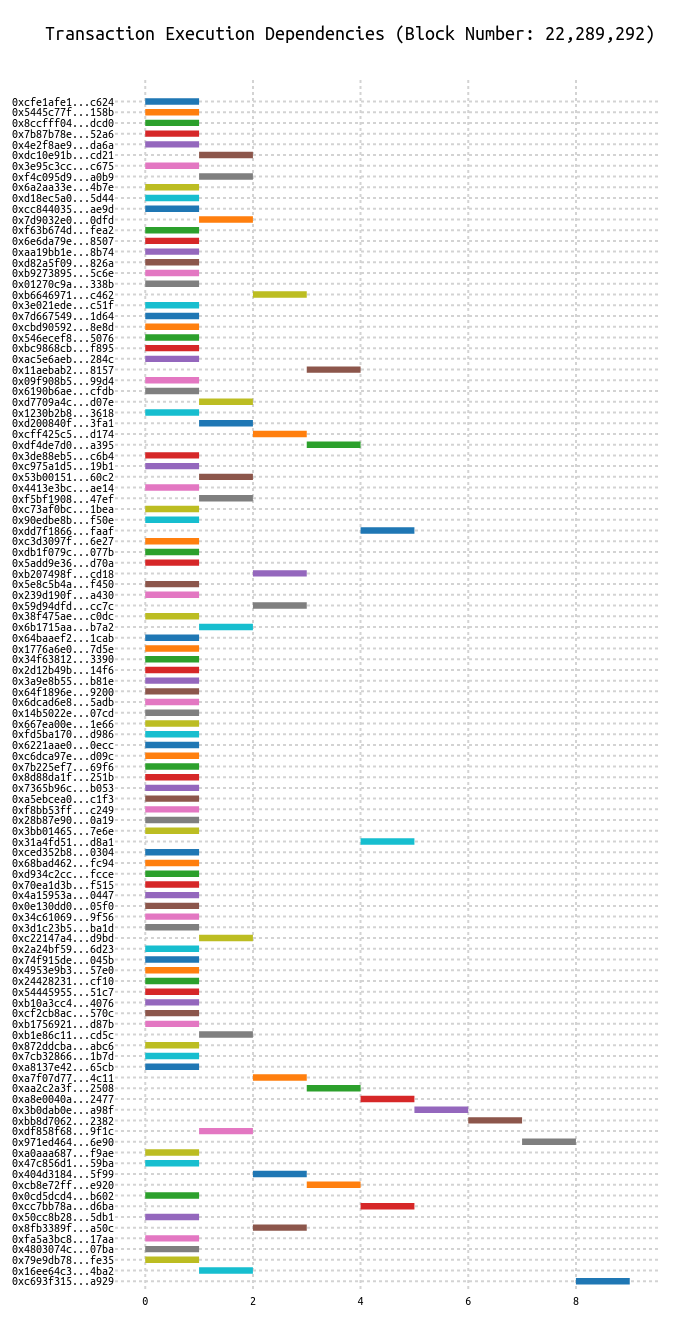 Transaction Execution Dependencies (Block Number: 22,289,292)
0xcfe1afe1...c624
0x5445c77f...158b
0x8ccfff04...dcd0
0x7b87b78e...52a6
0x4e2f8ae9...da6a
0xdc10e91b...cd21
0x3e95c3cc...c675
0xf4c095d9...a0b9
0x6a2aa33e...4b7e
0xd18ec5a0...5d44
0xcc844035...ae9d
0x7d9032e0...0dfd
0xf63b674d...fea2
0x6e6da79e...8507
0xaa19bb1e...8b74
0xd82a5f09...826a
0xb9273895...5c6e
0x01270c9a...338b
0xb6646971...c462
0x3e021ede...c51f
0x7d667549...1d64
0xcbd90592...8e8d
0x546ecef8...5076
0xbc9868cb...f895
0xac5e6aeb...284c
0x11aebab2...8157
0x09f908b5...99d4
0x6190b6ae...cfdb
0xd7709a4c...d07e
0x1230b2b8...3618
0xd200840f...3fa1
0xcff425c5...d174
0xdf4de7d0...a395
0x3de88eb5...c6b4
0xc975a1d5...19b1
0x53b00151...60c2
0x4413e3bc...ae14
0xf5bf1908...47ef
0xc73af0bc...1bea
0x90edbe8b...f50e
0xdd7f1866...faaf
0xc3d3097f...6e27
0xdb1f079c...077b
0x5add9e36...d70a
0xb207498f...cd18
0x5e8c5b4a...f450
0x239d190f...a430
0x59d94dfd...cc7c
0x38f475ae...c0dc
0x6b1715aa...b7a2
0x64baaef2...1cab
0x1776a6e0...7d5e
0x34f63812...3390
0x2d12b49b...14f6
0x3a9e8b55...b81e
0x64f1896e...9200
0x6dcad6e8...5adb
0x14b5022e...07cd
0x667ea00e...1e66
0xfd5ba170...d986
0x6221aae0...0ecc
0xc6dca97e...d09c
0x7b225ef7...69f6
0x8d88da1f...251b
0x7365b96c...b053
0xa5ebcea0...c1f3
0xf8bb53ff...c249
0x28b87e90...0a19
0x3bb01465...7e6e
0x31a4fd51...d8a1
0xced352b8...0304
0x68bad462...fc94
0xd934c2cc...fcce
0x70ea1d3b...f515
0x4a15953a...0447
0x0e130dd0...05f0
0x34c61069...9f56
0x3d1c23b5...ba1d
0xc22147a4...d9bd
0x2a24bf59...6d23
0x74f915de...045b
0x4953e9b3...57e0
0x24428231...cf10
0x54445955...51c7
0xb10a3cc4...4076
0xcf2cb8ac...570c
0xb1756921...d87b
0xb1e86c11...cd5c
0x872ddcba...abc6
0x7cb32866...1b7d
0xa8137e42...65cb
0xa7f07d77...4c11
0xaa2c2a3f...2508
0xa8e0040a...2477
0x3b0dab0e...a98f
0xbb8d7062...2382
0xdf858f68...9f1c
0x971ed464...6e90
0xa0aaa687...f9ae
0x47c856d1...59ba
0x404d3184...5f99
0xcb8e72ff...e920
0x0cd5dcd4...b602
0xcc7bb78a...d6ba
0x50cc8b28...5db1
0x8fb3389f...a50c
0xfa5a3bc8...17aa
0x4803074c...07ba
0x79e9db78...fe35
0x16ee64c3...4ba2
0xc693f315...a929
0 2 4 6 8